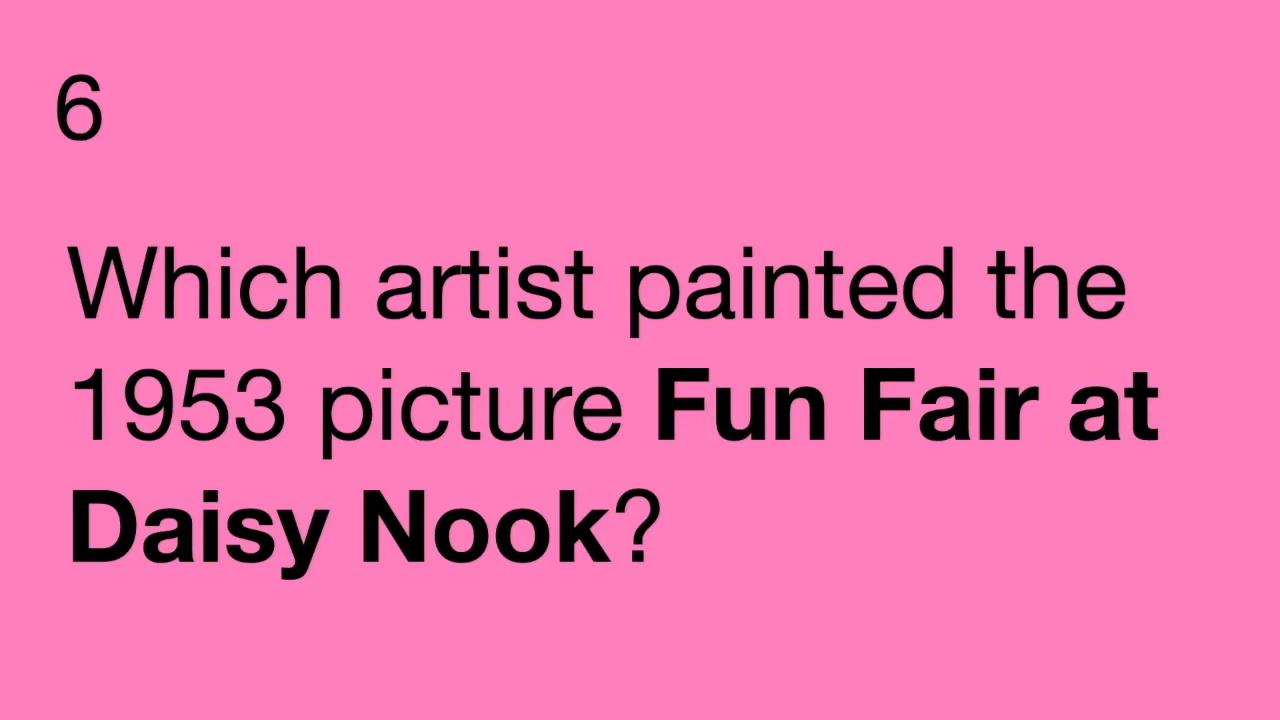 6
Which artist painted the
1953 picture Fun Fair at
Daisy Nook?